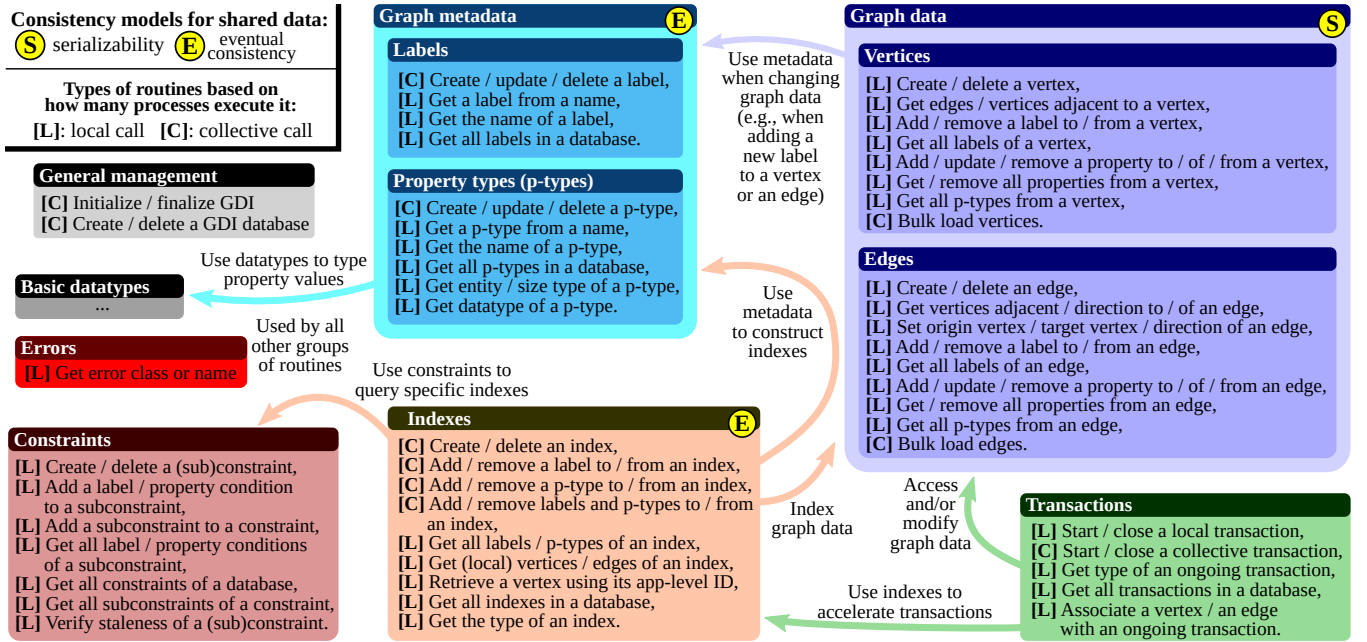 Consistency models for shared data:
S serializability E eventual consistency
Types of routines based on
how many processes execute it:
[L]: local call [C]: collective call
General management
[C] Initialize / finalize GDI
[C] Create / delete a GDI database
Use datatypes to type
property values
Basic datatypes
...
Errors
[L] Get error class or name
Used by all
other groups
of routines
Graph metadata E
Labels
[C] Create / update / delete a label,
[L] Get a label from a name,
[L] Get the name of a label,
[L] Get all labels in a database.
Property types (p-types)
[C] Create / update / delete a p-type,
[L] Get a p-type from a name,
[L] Get the name of a p-type,
[L] Get all p-types in a database,
[L] Get entity / size type of a p-type,
[L] Get datatype of a p-type.
Use metadata
when changing
graph data
(e.g., when
adding a
new label
to a vertex
or an edge)
Use
metadata
to construct
indexes
Graph data S
Vertices
[L] Create / delete a vertex,
[L] Get edges / vertices adjacent to a vertex,
[L] Add / remove a label to / from a vertex,
[L] Get all labels of a vertex,
[L] Add / update / remove a property to / of / from a vertex,
[L] Get / remove all properties from a vertex,
[L] Get all p-types from a vertex,
[C] Bulk load vertices.
Edges
[L] Create / delete an edge,
[L] Get vertices adjacent / direction to / of an edge,
[L] Set origin vertex / target vertex / direction of an edge,
[L] Add / remove a label to / from an edge,
[L] Get all labels of an edge,
[L] Add / update / remove a property to / of / from an edge,
[L] Get / remove all properties from an edge,
[L] Get all p-types from an edge,
[C] Bulk load edges.
Use constraints to
query specific indexes
Constraints
[L] Create / delete a (sub)constraint,
[L] Add a label / property condition
to a subconstraint,
[L] Add a subconstraint to a constraint,
[L] Get all label / property conditions
of a subconstraint,
[L] Get all constraints of a database,
[L] Get all subconstraints of a constraint,
[L] Verify staleness of a (sub)constraint.
Indexes E
[C] Create / delete an index,
[C] Add / remove a label to / from an index,
[C] Add / remove a p-type to / from an index,
[C] Add / remove labels and p-types to / from
an index,
[L] Get all labels / p-types of an index,
[L] Get (local) vertices / edges of an index,
[L] Retrieve a vertex using its app-level ID,
[L] Get all indexes in a database,
[L] Get the type of an index.
Index
graph data
Access
and/or
modify
graph data
Use indexes to
accelerate transactions
Transactions
[L] Start / close a local transaction,
[C] Start / close a collective transaction,
[L] Get type of an ongoing transaction,
[L] Get all transactions in a database,
[L] Associate a vertex / an edge
with an ongoing transaction.